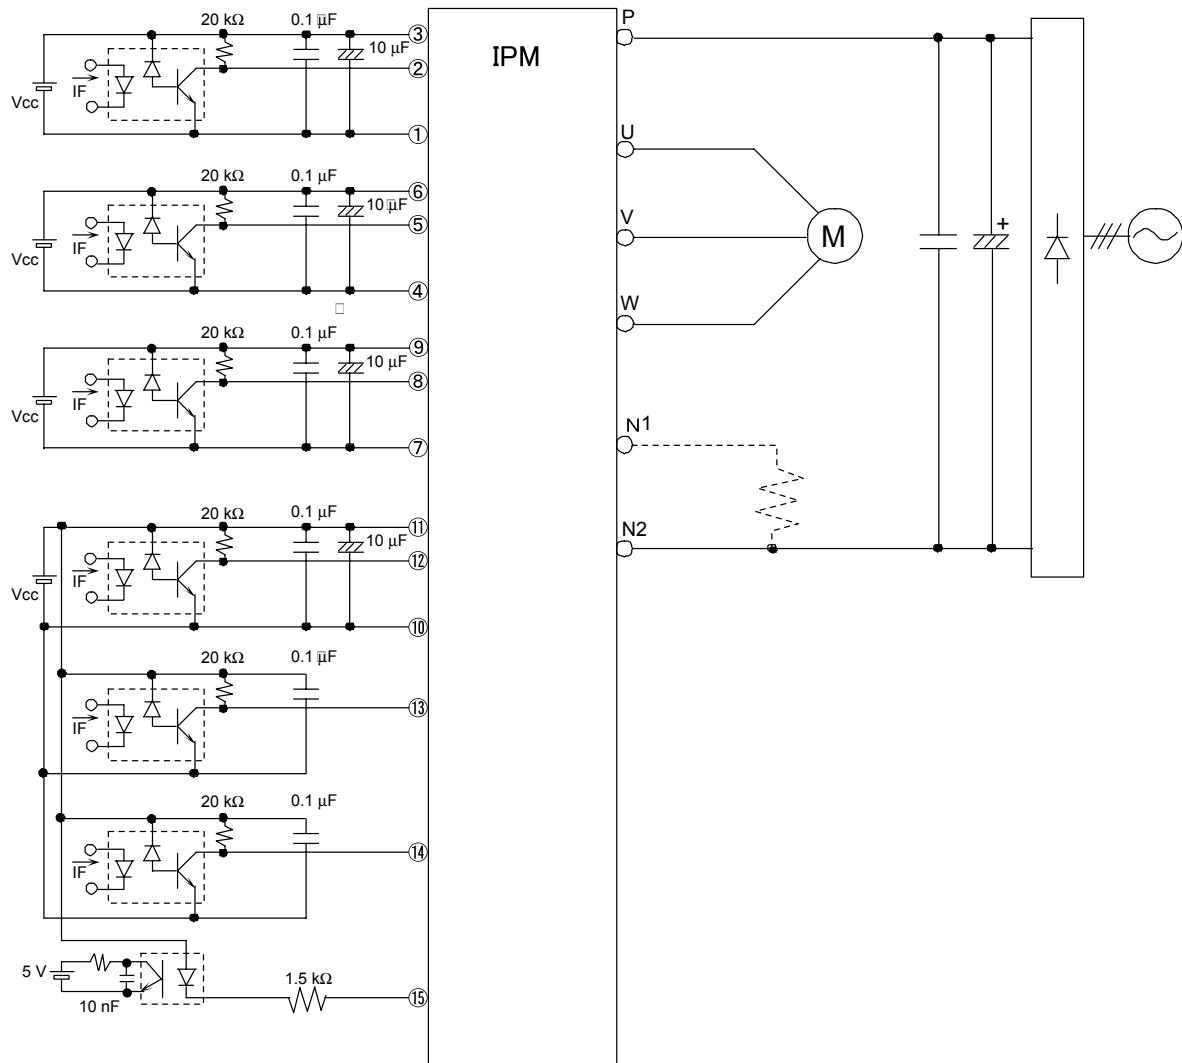 20 kΩ 0.1 μF ③ P
10 μF IPM
②
IF
Vcc
①
U
20 kΩ 0.1 μF ⑥
10 μF
⑤ V
IF M +
Vcc
④
W
20 kΩ 0.1 μF ⑨
10 μF
⑧
IF
Vcc
N1
⑦
20 kΩ 0.1 μF ⑪ N2
10 μF
⑫
IF
Vcc
⑩
20 kΩ 0.1 μF
⑬
IF
20 kΩ 0.1 μF
⑭
IF
5 V 1.5 kΩ
⑮
10 nF